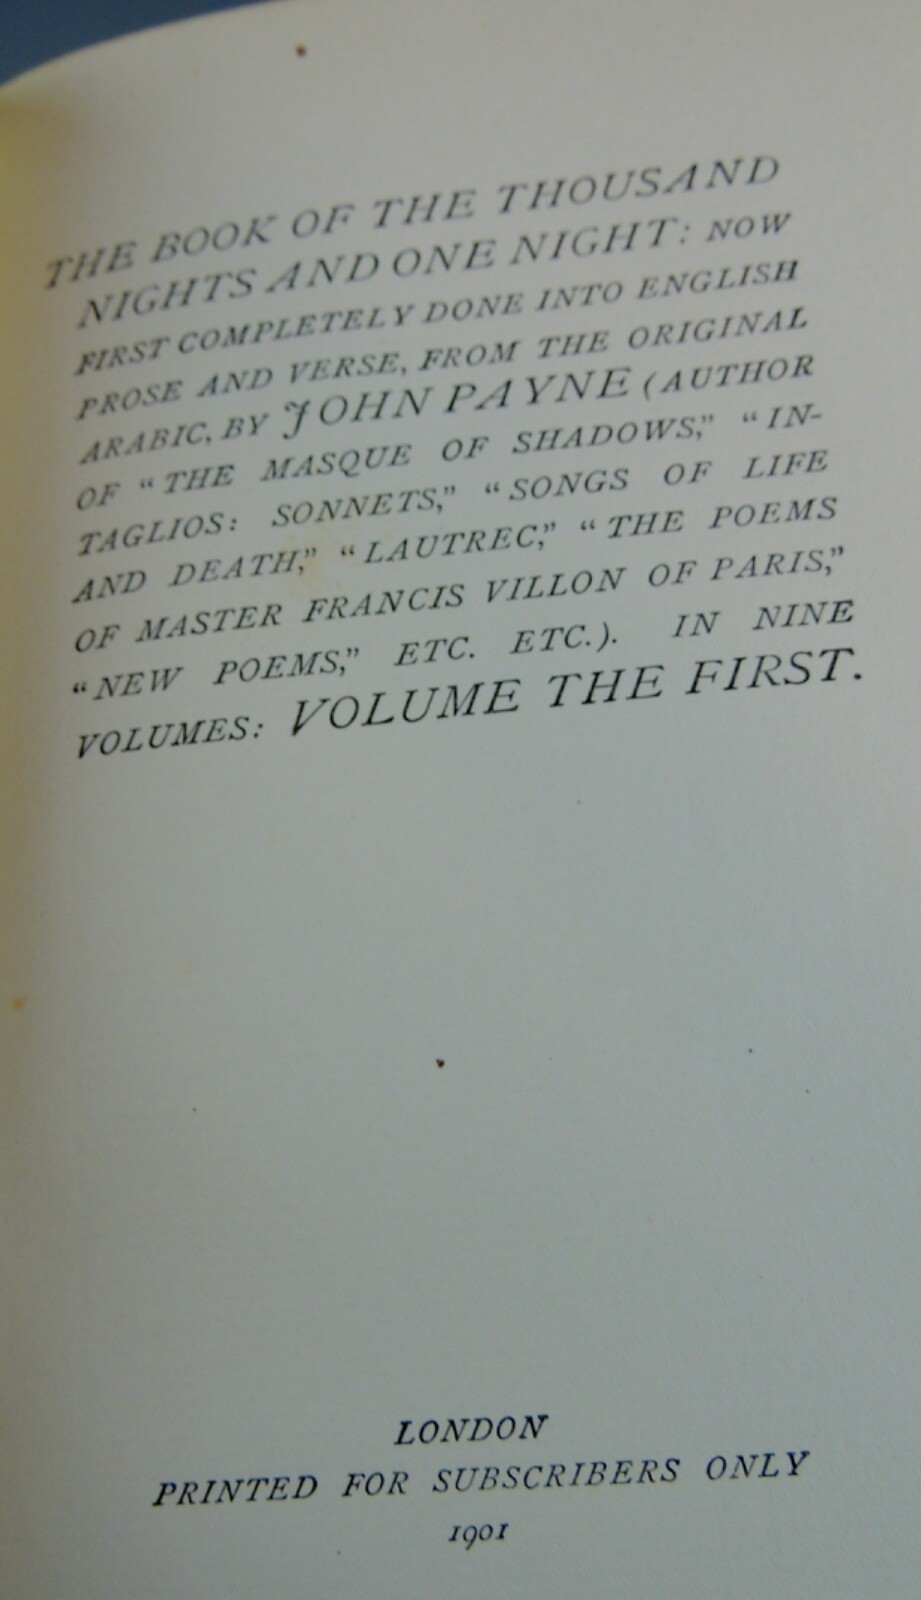 THE BOOK OF THE THOUSAND
NIGHTS AND ONE NIGHT: NOW
FIRST COMPLETELY DONE INTO ENGLISH
PROSE AND VERSE, FROM THE ORIGINAL
ARABIC, BY JOHN PAYNE (AUTHOR
OF "THE MASQUE OF SHADOWS," "IN-
TAGLIOS: SONNETS," "SONGS OF LIFE
AND DEATH," "LAUTREC," "THE POEMS
OF MASTER FRANCIS VILLON OF PARIS,"
"NEW POEMS," ETC. ETC.). IN NINE
VOLUMES: VOLUME THE FIRST.
LONDON
PRINTED FOR SUBSCRIBERS ONLY
1901